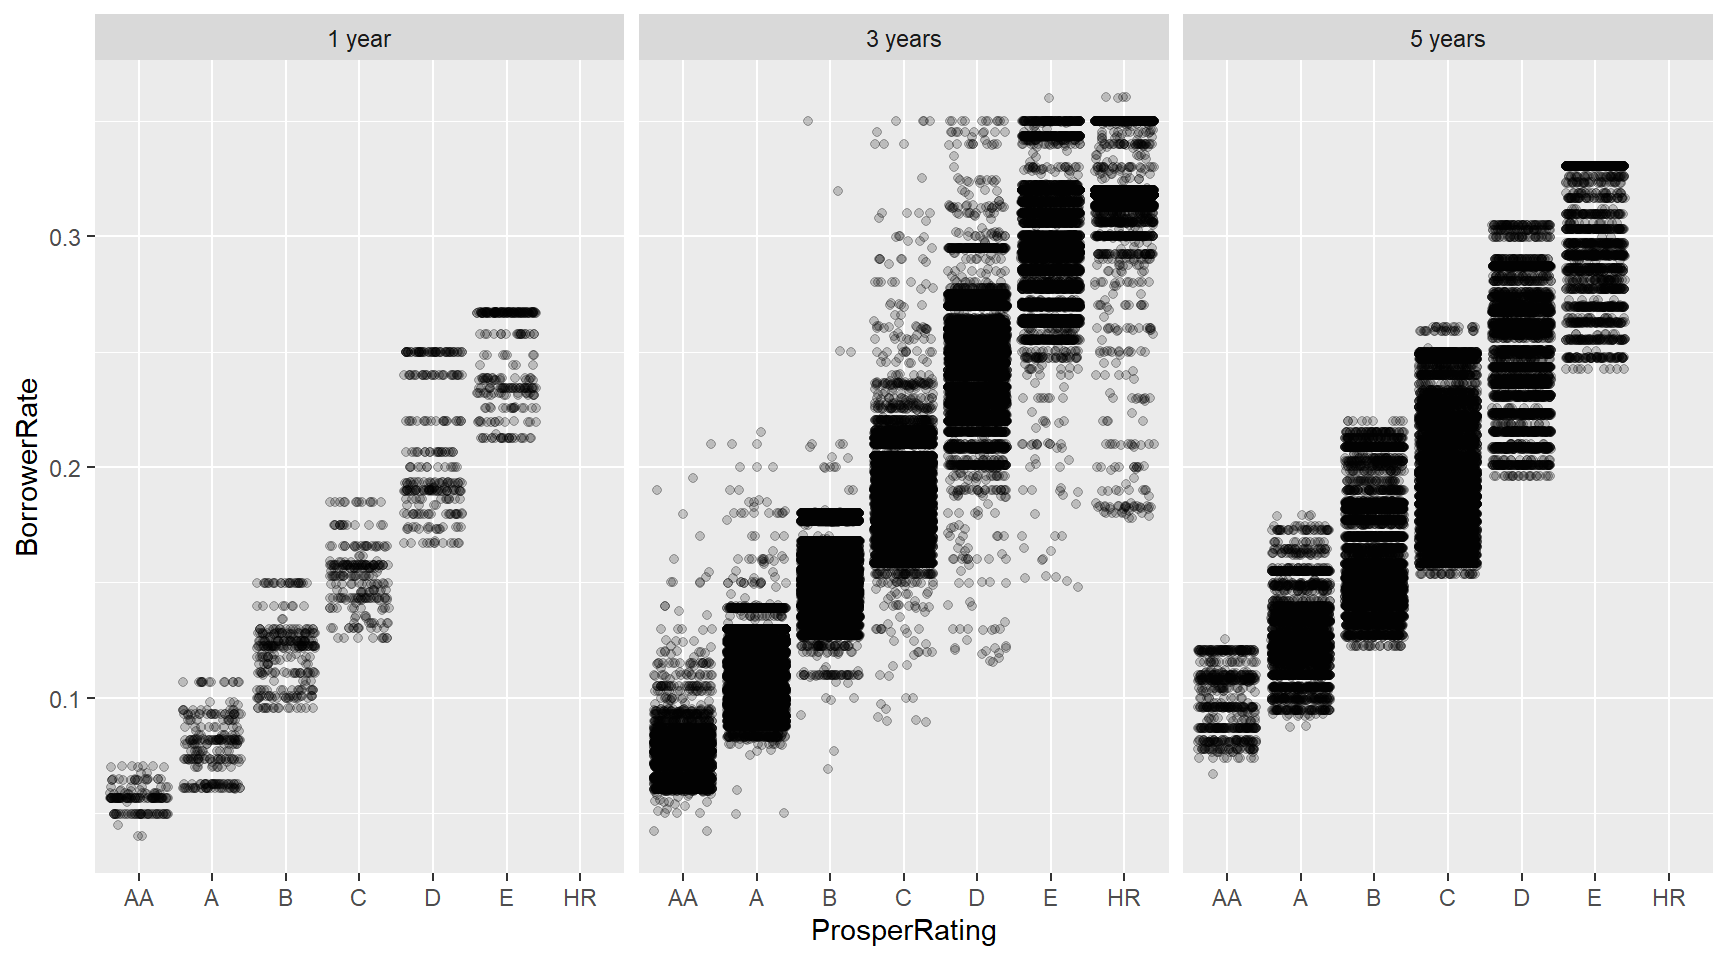 1 year
3 years
5 years
BorrowerRate
0.3
0.2
0.1
AA A B C D E HR
AA A B C D E HR
AA A B C D E HR
ProsperRating